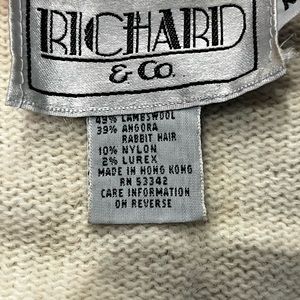 RICHARD
& Co.
49% LAMBSWOOL
39% ANGORA
RABBIT HAIR
10% NYLON
2% LUREX
MADE IN HONG KONG
RN 53342
CARE INFORMATION
ON REVERSE